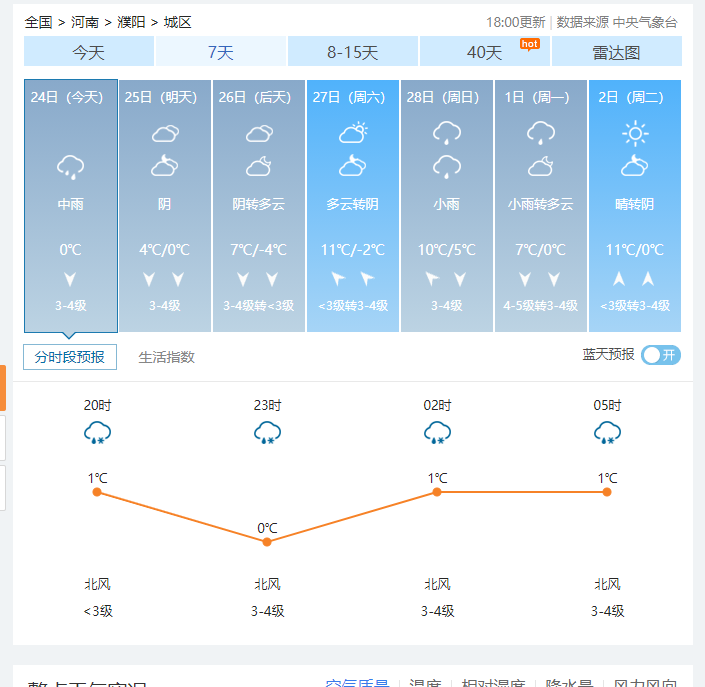 全国 > 河南 > 濮阳 > 城区
18:00更新 | 数据来源 中央气象台
今天 7天 8-15天 40天 hot 雷达图
24日（今天） 25日（明天） 26日（后天） 27日（周六） 28日（周日） 1日（周一） 2日（周二）
中雨 阴 阴转多云 多云转阴 小雨 小雨转多云 晴转阴
0℃ 4℃/0℃ 7℃/-4℃ 11℃/-2℃ 10℃/5℃ 7℃/0℃ 11℃/0℃
3-4级 3-4级 3-4级转<3级 <3级转3-4级 3-4级 4-5级转3-4级 <3级转3-4级
分时段预报 生活指数 蓝天预报 开
20时 23时 02时 05时
1℃ 0℃ 1℃ 1℃
北风 北风 北风 北风
<3级 3-4级 3-4级 3-4级
整点天气实况 空气质量 温度 相对湿度 降水量 风力风向